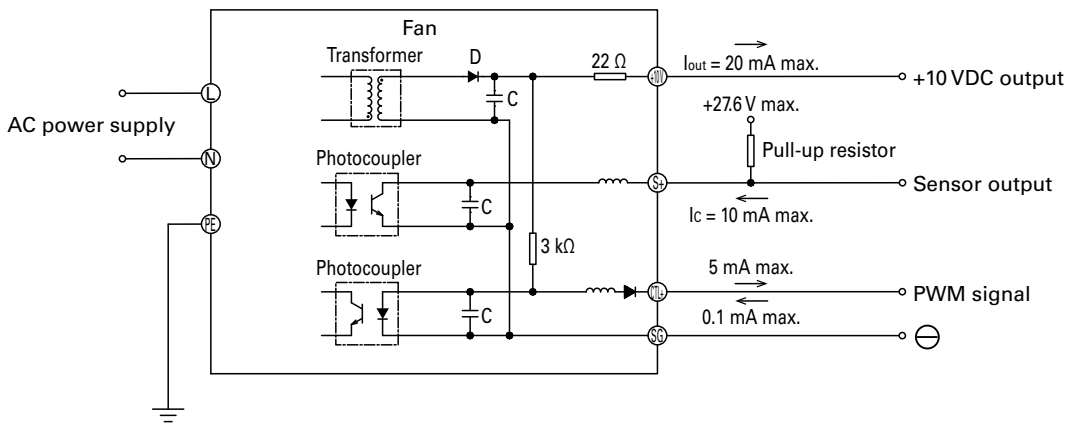 Fan
Transformer
D
22 Ω
+10V
Iout = 20 mA max.
+10 VDC output
C
+27.6 V max.
L
AC power supply
Pull-up resistor
N
Photocoupler
S+
Sensor output
C
Ic = 10 mA max.
PE
3 kΩ
Photocoupler
5 mA max.
CTL+
PWM signal
C
0.1 mA max.
SG
⊖